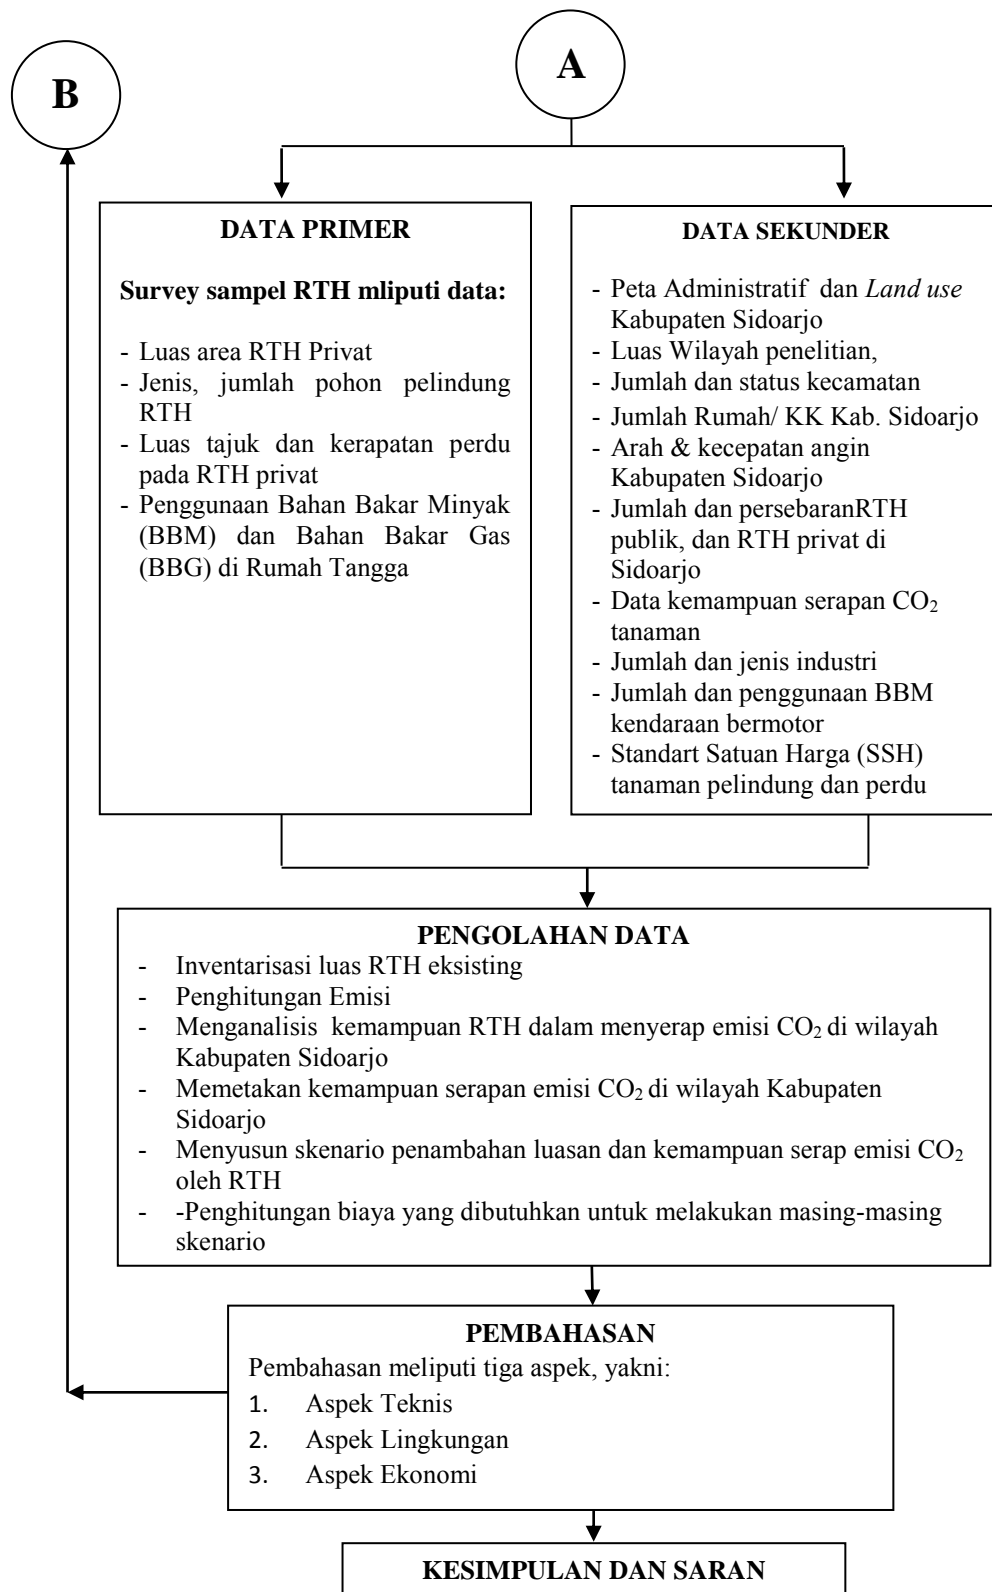 B
A
DATA PRIMER
Survey sampel RTH mliputi data:
- Luas area RTH Privat
- Jenis, jumlah pohon pelindung
RTH
- Luas tajuk dan kerapatan perdu
pada RTH privat
- Penggunaan Bahan Bakar Minyak
(BBM) dan Bahan Bakar Gas
(BBG) di Rumah Tangga
DATA SEKUNDER
- Peta Administratif dan Land use
Kabupaten Sidoarjo
- Luas Wilayah penelitian,
- Jumlah dan status kecamatan
- Jumlah Rumah/ KK Kab. Sidoarjo
- Arah & kecepatan angin
Kabupaten Sidoarjo
- Jumlah dan persebaranRTH
publik, dan RTH privat di
Sidoarjo
- Data kemampuan serapan CO₂
tanaman
- Jumlah dan jenis industri
- Jumlah dan penggunaan BBM
kendaraan bermotor
- Standart Satuan Harga (SSH)
tanaman pelindung dan perdu
PENGOLAHAN DATA
- Inventarisasi luas RTH eksisting
- Penghitungan Emisi
- Menganalisis kemampuan RTH dalam menyerap emisi CO₂ di wilayah
Kabupaten Sidoarjo
- Memetakan kemampuan serapan emisi CO₂ di wilayah Kabupaten
Sidoarjo
- Menyusun skenario penambahan luasan dan kemampuan serap emisi CO₂
oleh RTH
- -Penghitungan biaya yang dibutuhkan untuk melakukan masing-masing
skenario
PEMBAHASAN
Pembahasan meliputi tiga aspek, yakni:
1. Aspek Teknis
2. Aspek Lingkungan
3. Aspek Ekonomi
KESIMPULAN DAN SARAN